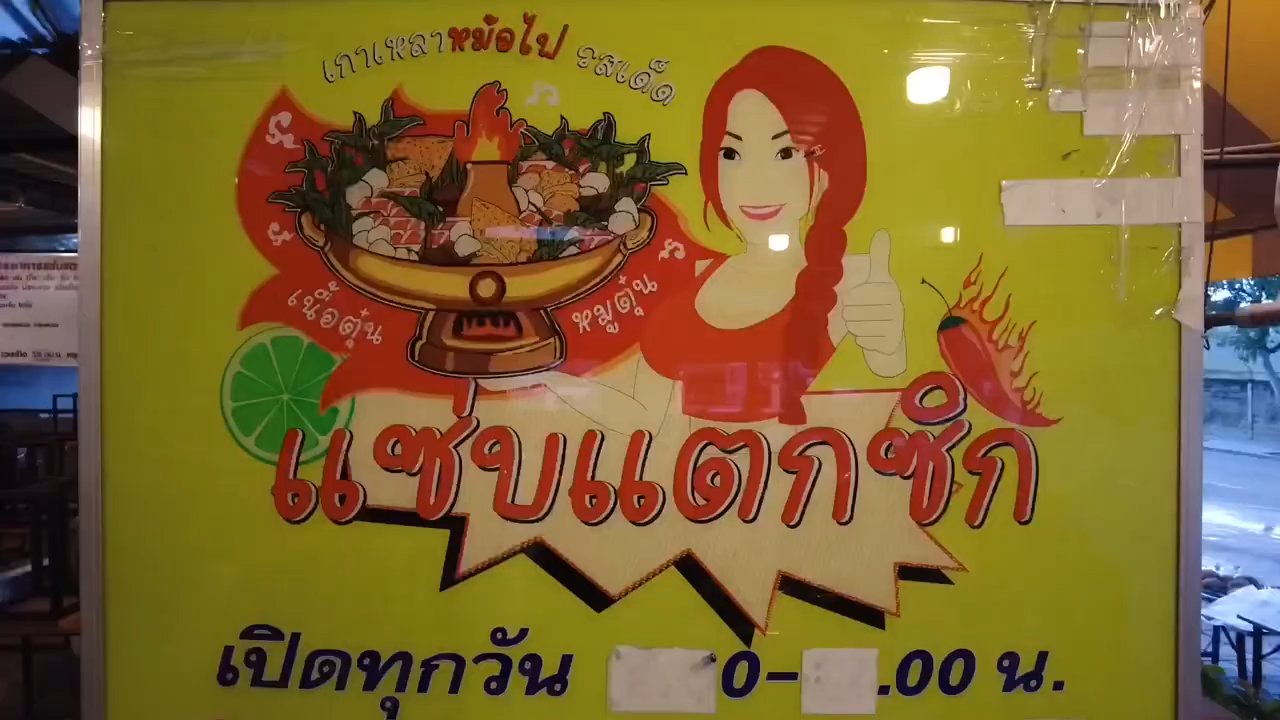 เกาเหลาหม้อไฟ รสเด็ด
เนื้อตุ๋น
หมูตุ๋น
แซ่บแตกซิก
เปิดทุกวัน 0-.00 น.